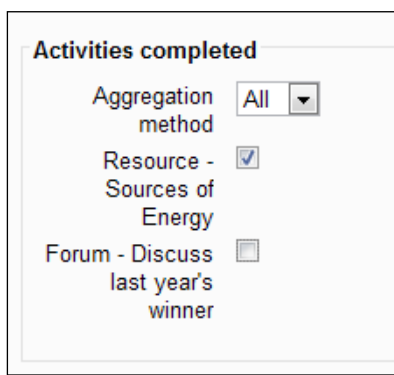 Activities completed
Aggregation All
method
Resource -
Sources of
Energy
Forum - Discuss
last year's
winner